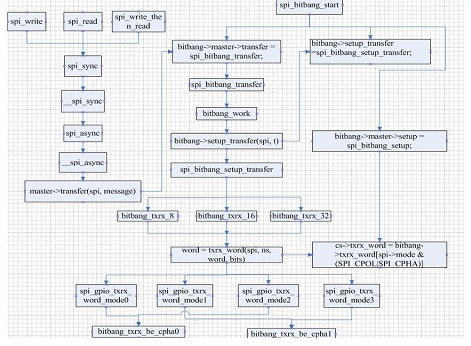 spi_bitbang_start
spi_write
spi_read
spi_write_the
n_read
bitbang->master->transfer =
spi_bitbang_transfer;
bitbang->setup_transfer
=spi_bitbang_setup_transfer;
spi_sync
spi_bitbang_transfer
__spi_sync
bitbang_work
spi_async
bitbang->setup_transfer(spi, t)
bitbang->master->setup =
spi_bitbang_setup;
__spi_async
spi_bitbang_setup_transfer
master->transfer(spi, message)
bitbang_txrx_8
bitbang_txrx_16
bitbang_txrx_32
word = txrx_word(spi, ns,
word, bits)
cs->txrx_word = bitbang-
>txrx_word[spi->mode &
(SPI_CPOL|SPI_CPHA)]
spi_gpio_txrx_
word_mode0
spi_gpio_txrx_
word_mode1
spi_gpio_txrx_
word_mode2
spi_gpio_txrx_
word_mode3
bitbang_txrx_be_cpha0
bitbang_txrx_be_cpha1